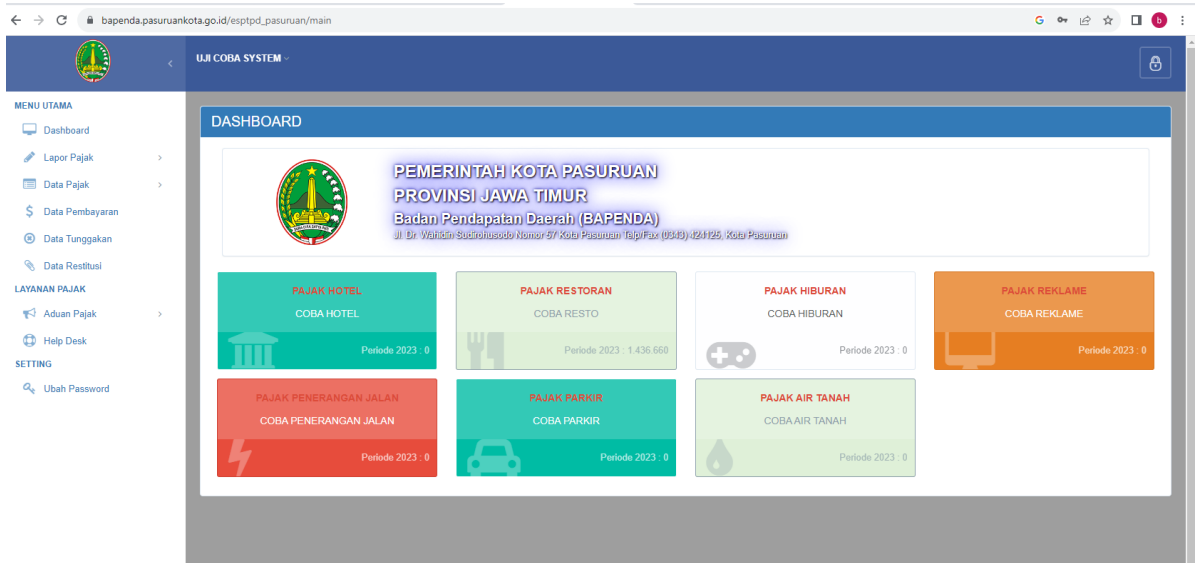 bapenda.pasuruankota.go.id/esptpd_pasuruan/main
G
b
UJI COBA SYSTEM
MENU UTAMA
Dashboard
Lapor Pajak
Data Pajak
Data Pembayaran
Data Tunggakan
Data Restitusi
LAYANAN PAJAK
Aduan Pajak
Help Desk
SETTING
Ubah Password
DASHBOARD
PEMERINTAH KOTA PASURUAN
PROVINSI JAWA TIMUR
Badan Pendapatan Daerah (BAPENDA)
Jl. Dr. Wahidin Sudirohusodo Nomor 57 Kota Pasuruan Telp/Fax (0343) 424125, Kota Pasuruan
PAJAK HOTEL
COBA HOTEL
Periode 2023 : 0
PAJAK RESTORAN
COBA RESTO
Periode 2023 : 1.436.660
PAJAK HIBURAN
COBA HIBURAN
Periode 2023 : 0
PAJAK REKLAME
COBA REKLAME
Periode 2023 : 0
PAJAK PENERANGAN JALAN
COBA PENERANGAN JALAN
Periode 2023 : 0
PAJAK PARKIR
COBA PARKIR
Periode 2023 : 0
PAJAK AIR TANAH
COBA AIR TANAH
Periode 2023 : 0